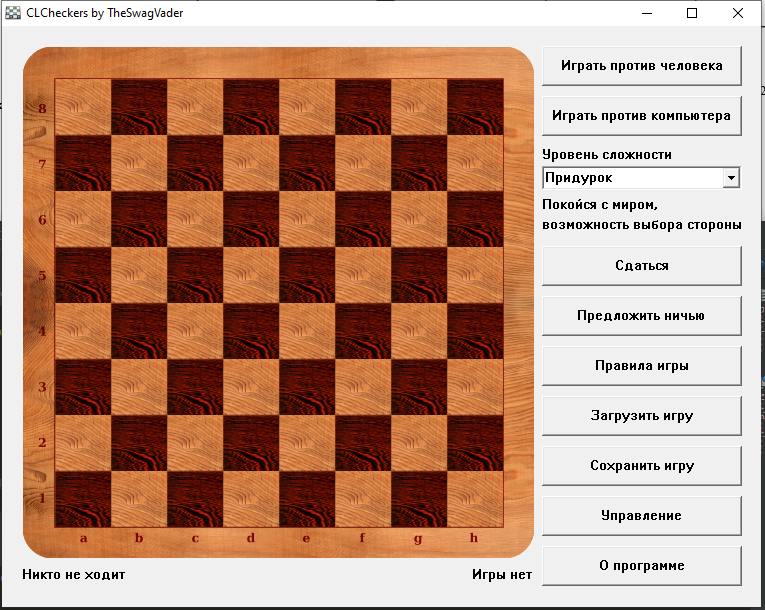 CLCheckers by TheSwagVader
8
7
6
5
4
3
2
1
a b c d e f g h
Никто не ходит
Игры нет
Играть против человека
Играть против компьютера
Уровень сложности
Придурок
Покойся с миром,
возможность выбора стороны
Сдаться
Предложить ничью
Правила игры
Загрузить игру
Сохранить игру
Управление
О программе